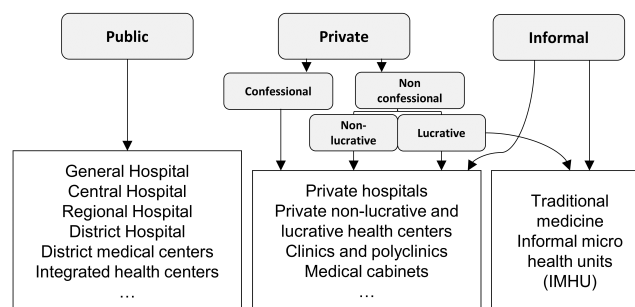 Public
Private
Informal
Confessional
Non
confessional
Non-
lucrative
Lucrative
General Hospital
Central Hospital
Regional Hospital
District Hospital
District medical centers
Integrated health centers
…
Private hospitals
Private non-lucrative and
lucrative health centers
Clinics and polyclinics
Medical cabinets
…
Traditional
medicine
Informal micro
health units
(IMHU)